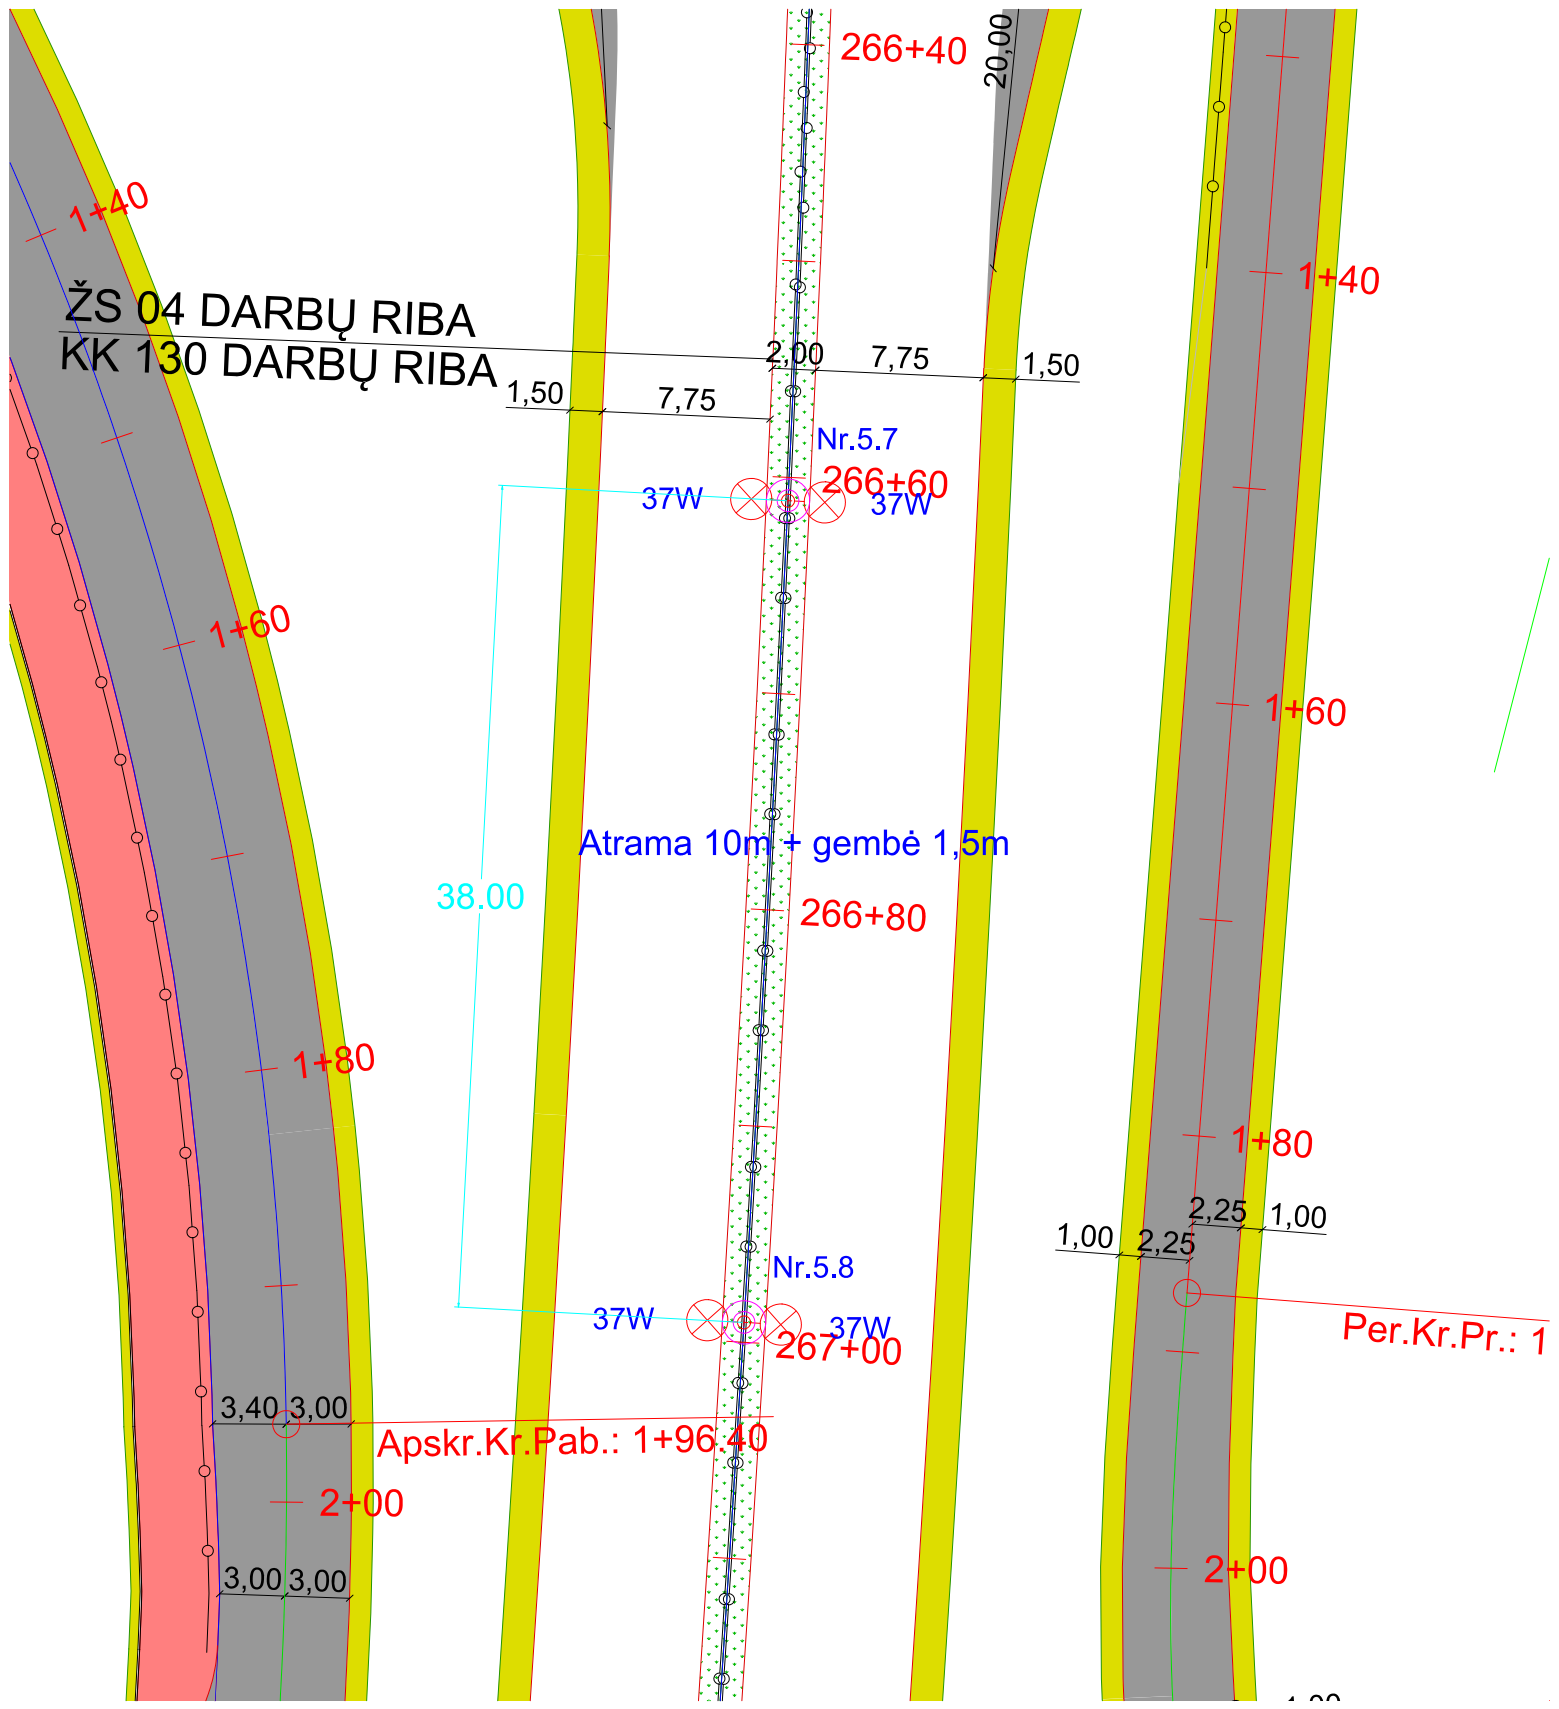 20,00
266+40
1+40
1+40
ŽS 04 DARBŲ RIBA
KK 130 DARBŲ RIBA
2,00
7,75
1,50
1,50
7,75
Nr.5.7
266+60
37W
37W
1+60
1+60
Atrama 10m + gembė 1,5m
38.00
266+80
1+80
1+80
2,25
1,00
1,00
2,25
Nr.5.8
37W
37W
267+00
Per.Kr.Pr.: 1
3,40
3,00
Apskr.Kr.Pab.: 1+96.40
2+00
2+00
3,00
3,00